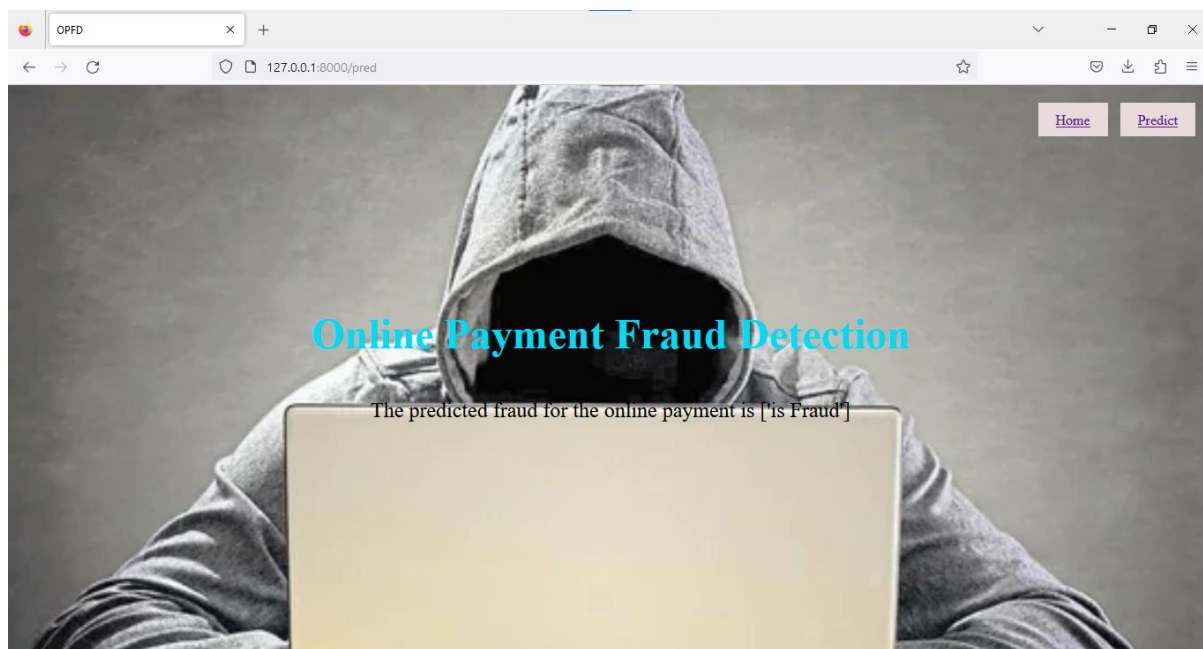 OPFD
127.0.0.1:8000/pred
Home
Predict
Online Payment Fraud Detection
The predicted fraud for the online payment is ['is Fraud']